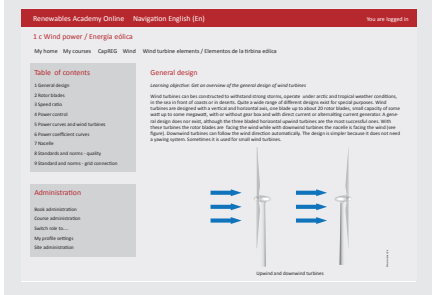 Renewables Academy Online Navigation English (En) You are logged in
1 c Wind power / Energía eólica
My home My courses CapREG Wind Wind turbine elements / Elementos de la tirbina eólica
Table of contents
1 General design
2 Rotor blades
3 Speed ratio
4 Power control
5 Power curves and wind turbines
6 Power coefficient curves
7 Nacelle
8 Standards and norms - quality
9 Standard and norms - grid connection
Administration
Book administration
Course administration
Switch role to...
My profile settings
Site administration
General design
Learning objective: Get an overview of the general design of wind turbines
Wind turbines can be constructed to withstand strong storms, operate under arctic and tropical weather conditions,
in the sea in front of coasts or in deserts. Quite a wide range of different designs exist for special purposes. Wind
turbines are designed with a vertical and horizontal axis, one blade up to about 20 rotor blades, small capacity of some
watt up to some megawatt, with or without gear box and with direct current or alternating current generator. A gene-
ral design does not exist, although the three bladed horizontal upwind turbines are the most successful ones. With
these turbines the rotor blades are facing the wind while with downwind turbines the nacelle is facing the wind (see
figure). Downwind turbines can follow the wind direction automatically. The design is simpler because it does not need
a yawing system. Sometimes it is used for small wind turbines.
Upwind and downwind turbines